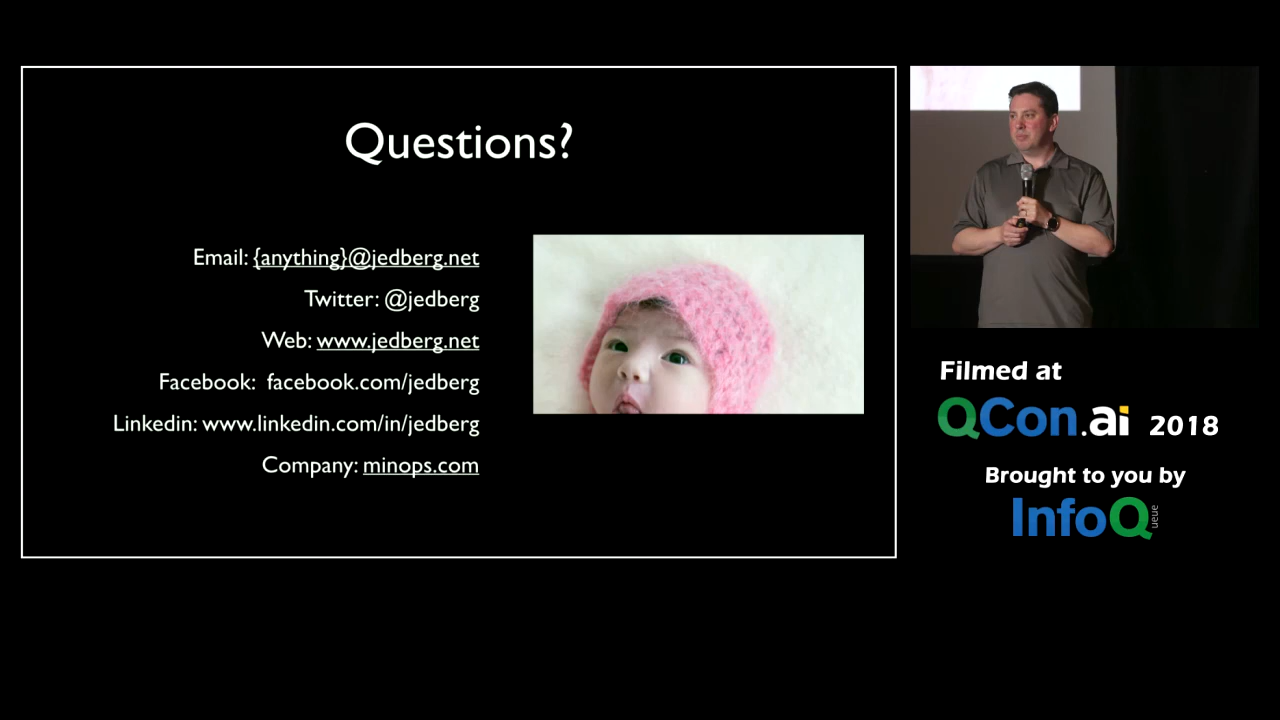 Questions?
Email: {anything}@jedberg.net
Twitter: @jedberg
Web: www.jedberg.net
Facebook:  facebook.com/jedberg
Linkedin: www.linkedin.com/in/jedberg
Company: minops.com
Filmed at
QCon.ai 2018
Brought to you by
InfoQueue